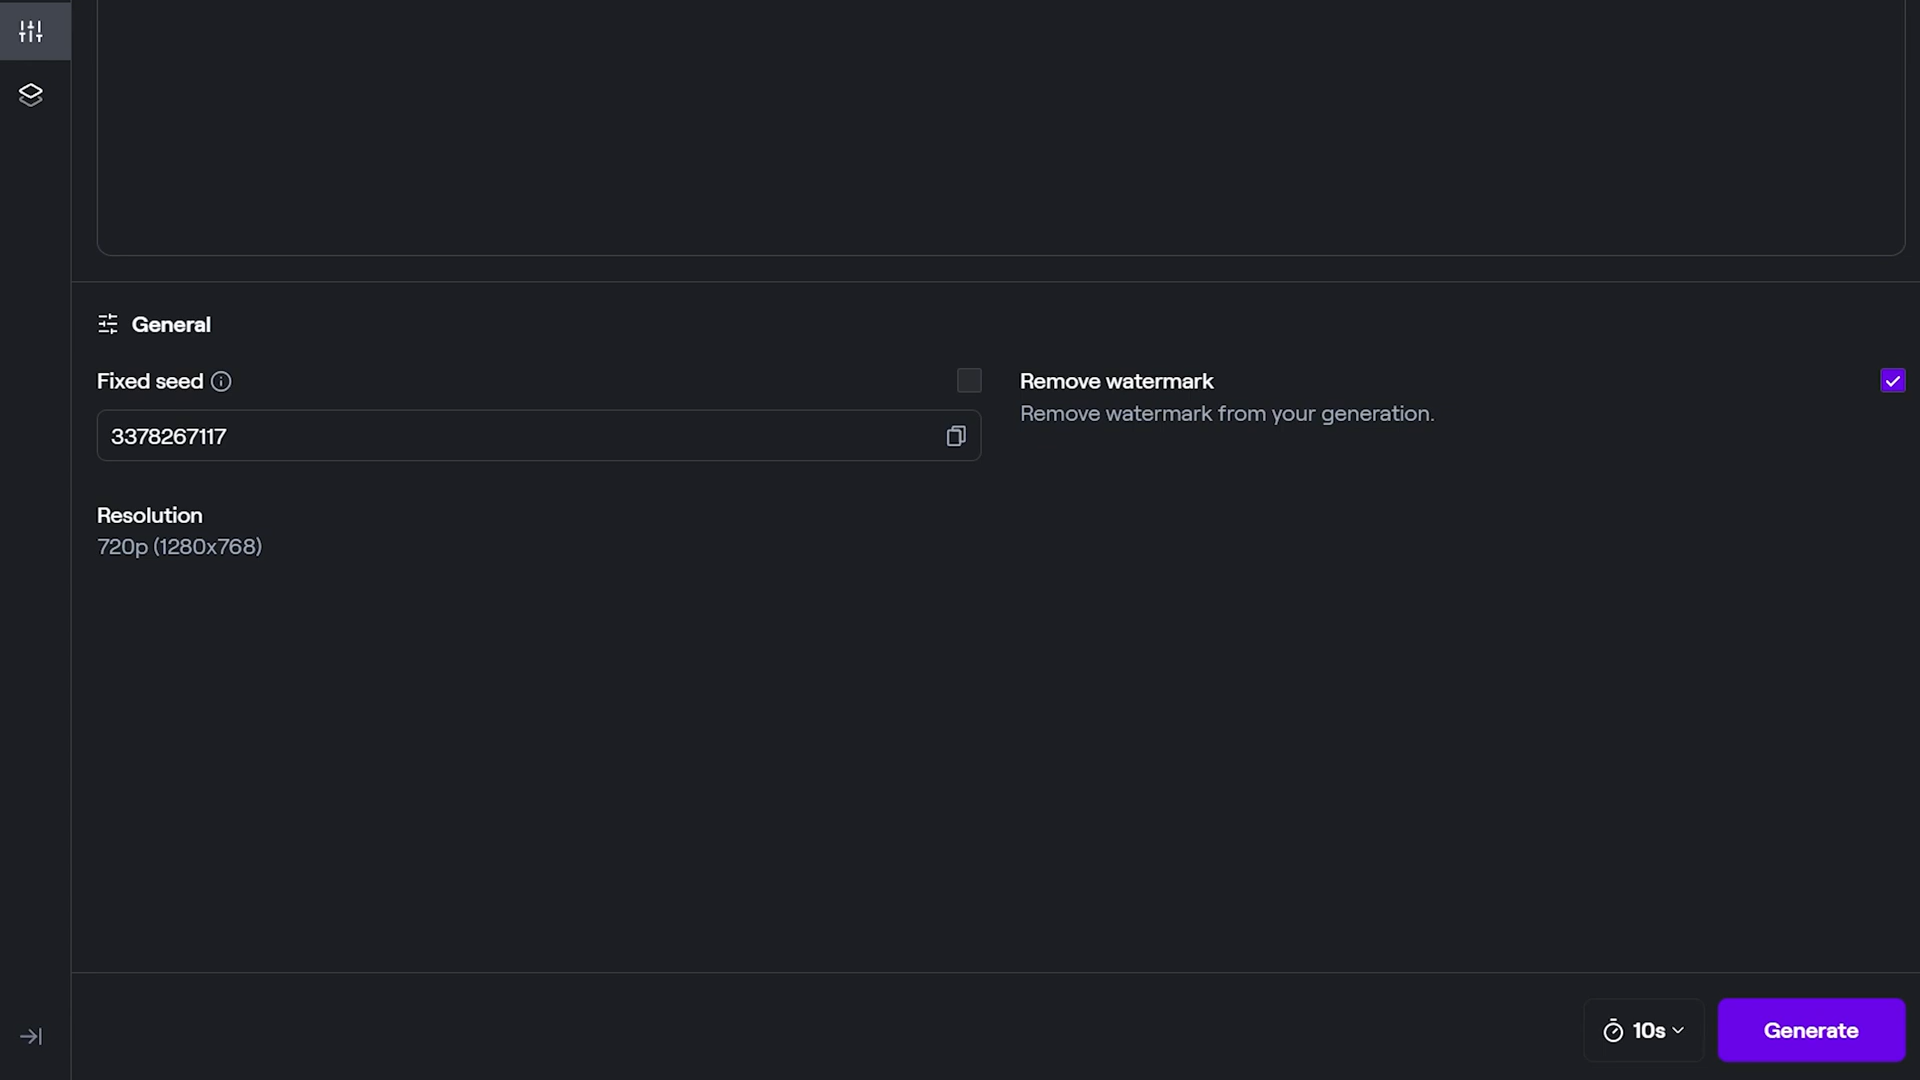 General
Fixed seed
Remove watermark
Remove watermark from your generation.
3378267117
Resolution
720p (1280x768)
10s
Generate